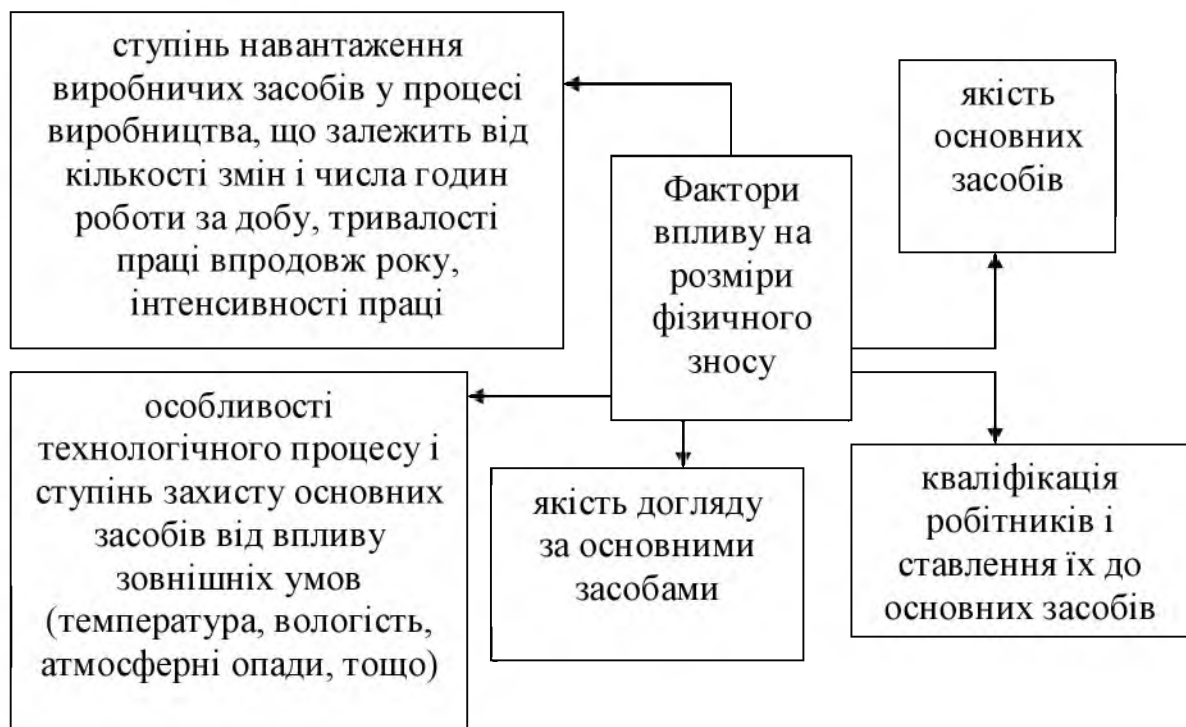 ступінь навантаження
виробничих засобів у процесі
виробництва, що залежить від
кількості змін і числа годин
роботи за добу, тривалості
праці впродовж року,
інтенсивності праці
Фактори
впливу на
розміри
фізичного
зносу
якість
основних
засобів
особливості
технологічного процесу і
ступінь захисту основних
засобів від впливу
зовнішніх умов
(температура, вологість,
атмосферні опади, тощо)
якість догляду
за основними
засобами
кваліфікація
робітників і
ставлення їх до
основних засобів